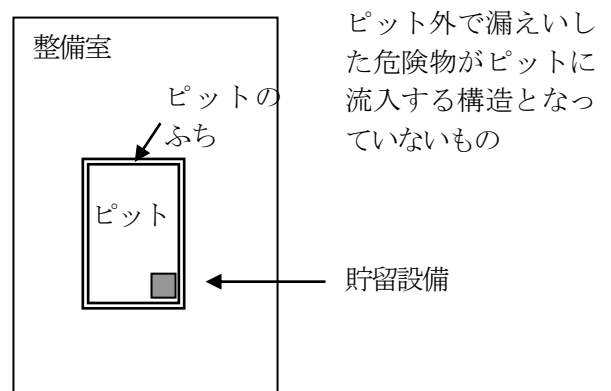 整備室
ピットの
ふち
ピット
貯留設備
ピット外で漏えいし
た危険物がピットに
流入する構造となっ
ていないもの